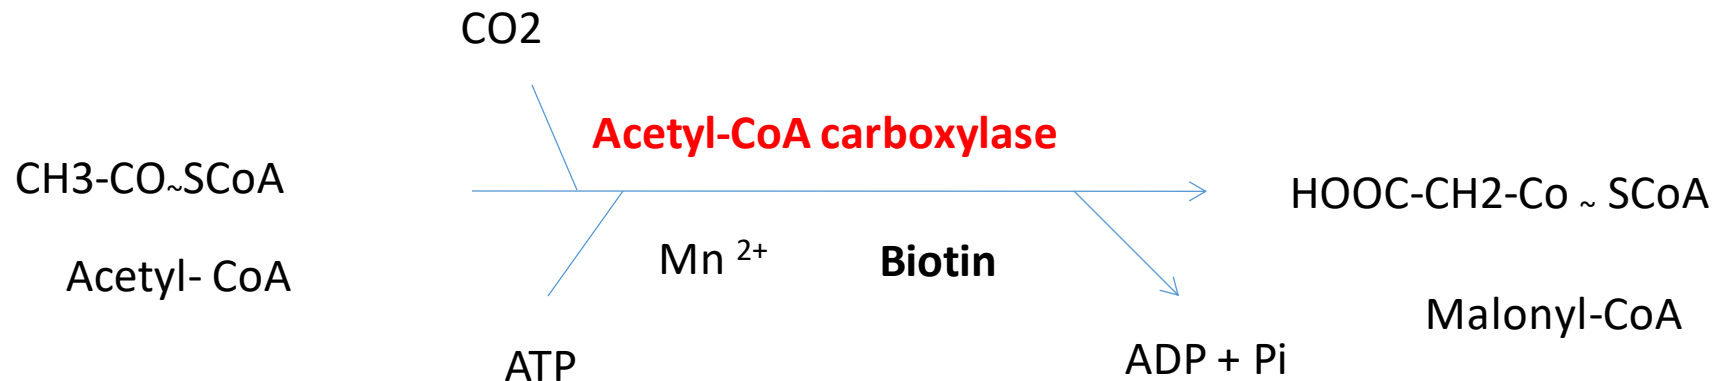 CO2
Acetyl-CoA carboxylase
CH3-CO~SCoA
HOOC-CH2-Co ~ SCoA
Mn 2+
Biotin
Acetyl- CoA
Malonyl-CoA
ATP
ADP + Pi